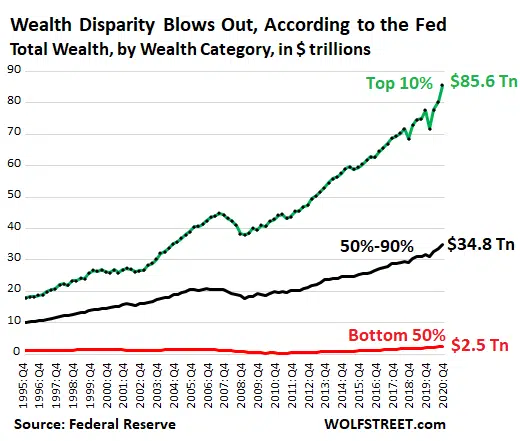 Wealth Disparity Blows Out, According to the Fed
Total Wealth, by Wealth Category, in $ trillions
90
80
70
60
50
40
30
20
10
0
Top 10%
$85.6 Tn
50%-90%
$34.8 Tn
Bottom 50%
$2.5 Tn
1995:Q4
1996:Q4
1997:Q4
1998:Q4
1999:Q4
2000:Q4
2001:Q4
2002:Q4
2003:Q4
2004:Q4
2005:Q4
2006:Q4
2007:Q4
2008:Q4
2009:Q4
2010:Q4
2011:Q4
2012:Q4
2013:Q4
2014:Q4
2015:Q4
2016:Q4
2017:Q4
2018:Q4
2019:Q4
2020:Q4
Source: Federal Reserve
WOLFSTREET.com